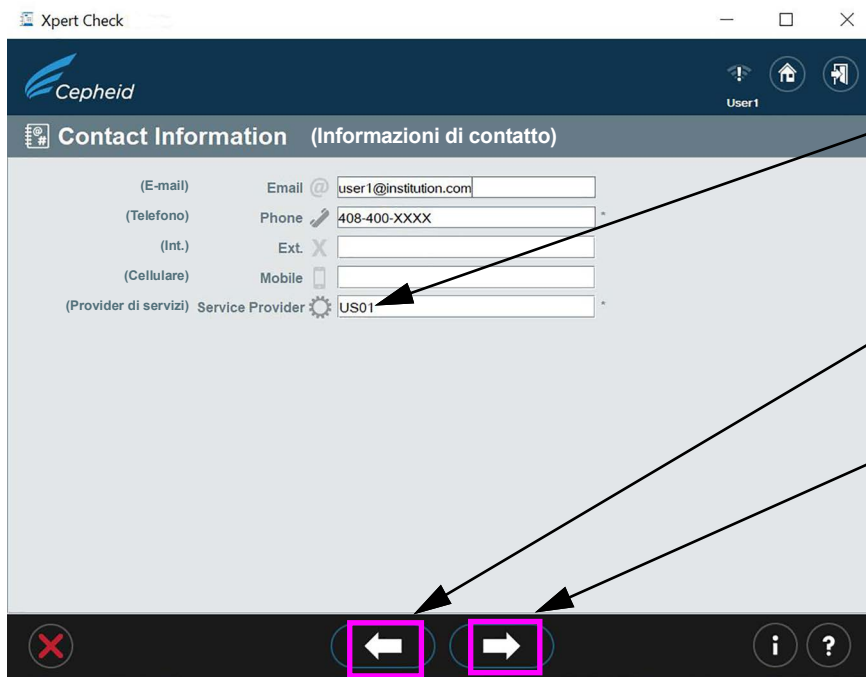 Xpert Check
Cepheid
User1
Contact Information (Informazioni di contatto)
(E-mail) Email @ user1@institution.com
(Telefono) Phone 408-400-XXXX *
(Int.) Ext. X
(Cellulare) Mobile
(Provider di servizi) Service Provider US01 *
i ?